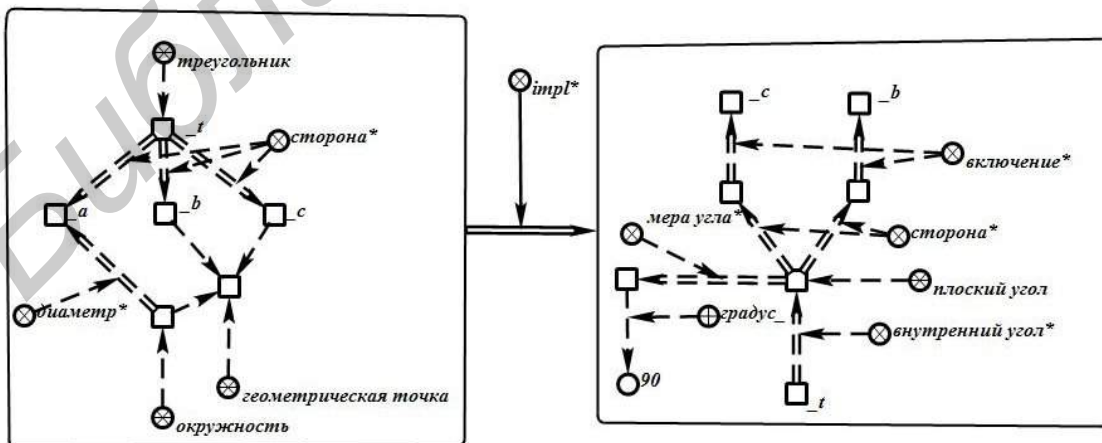 треугольник
_t
сторона*
_a
_b
_c
диаметр*
геометрическая точка
окружность
impl*
_c
_b
включение*
мера угла*
сторона*
плоский угол
градус_
внутренний угол*
90
_t